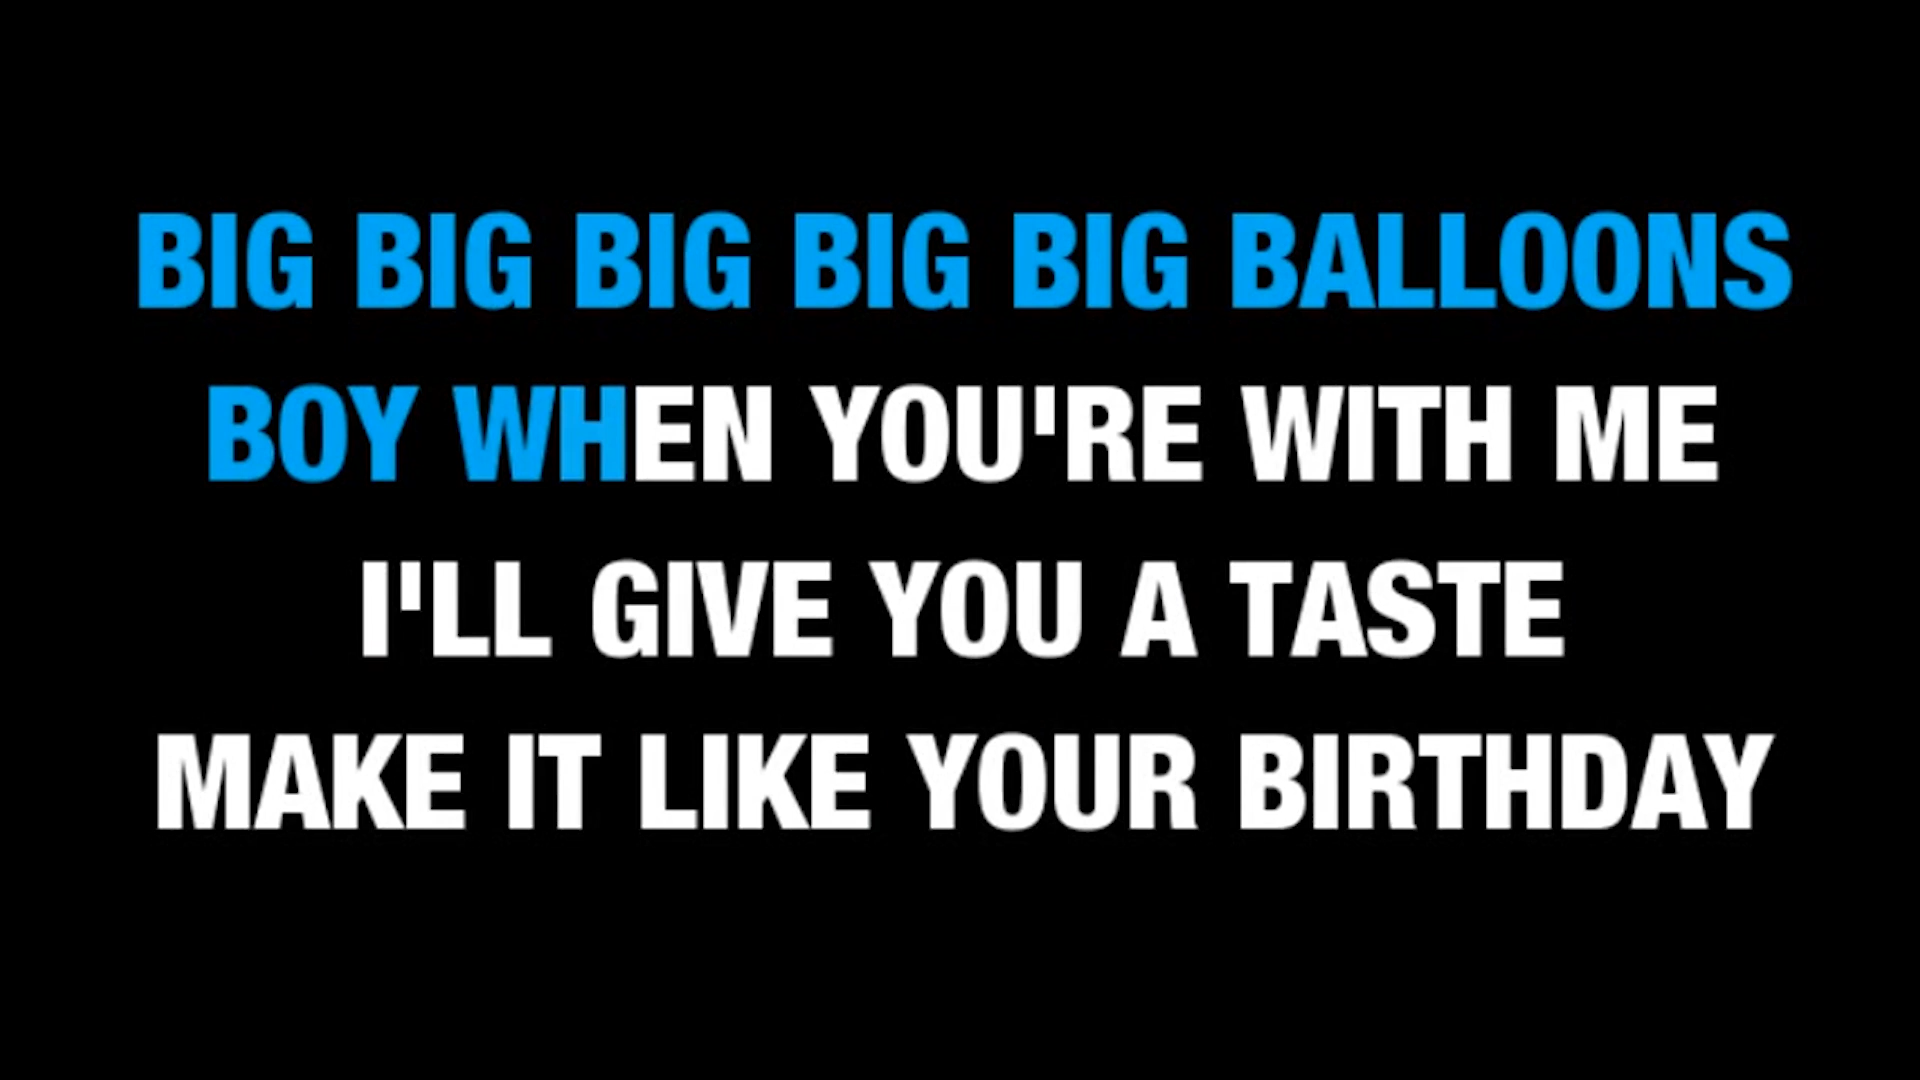 BIG BIG BIG BIG BIG BALLOONS
BOY WHEN YOU'RE WITH ME
I'LL GIVE YOU A TASTE
MAKE IT LIKE YOUR BIRTHDAY